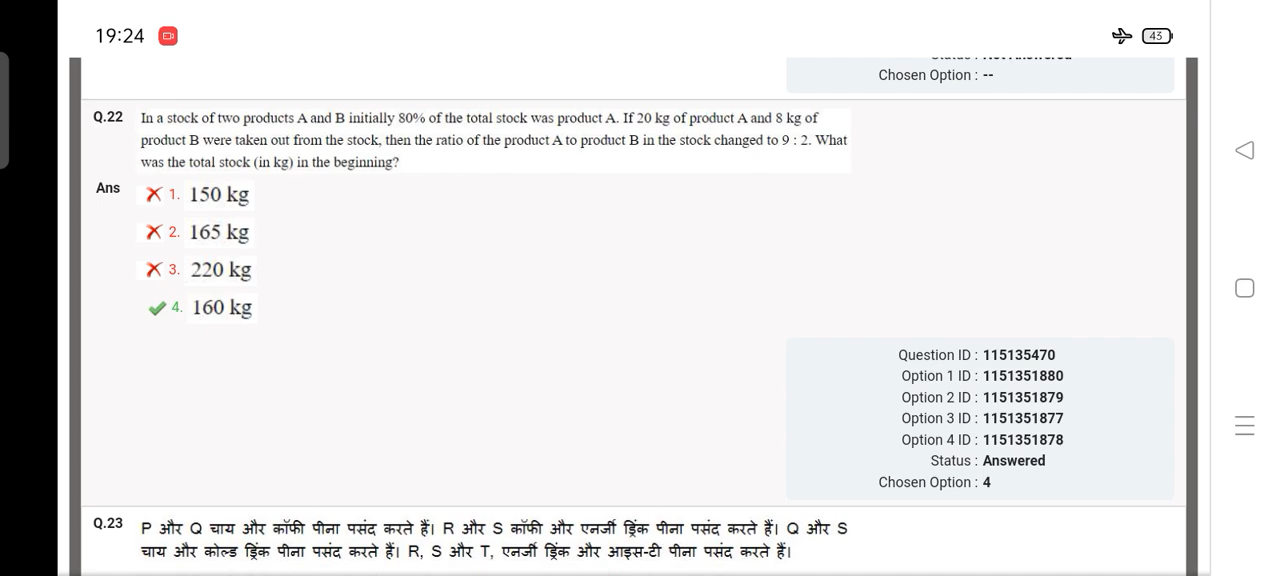 19:24
43
Chosen Option : --
Q.22 In a stock of two products A and B initially 80% of the total stock was product A. If 20 kg of product A and 8 kg of
product B were taken out from the stock, then the ratio of the product A to product B in the stock changed to 9 : 2. What
was the total stock (in kg) in the beginning?
Ans
1. 150 kg
2. 165 kg
3. 220 kg
4. 160 kg
Question ID : 115135470
Option 1 ID : 1151351880
Option 2 ID : 1151351879
Option 3 ID : 1151351877
Option 4 ID : 1151351878
Status : Answered
Chosen Option : 4
Q.23 P और Q चाय और कॉफी पीना पसंद करते हैं। R और S कॉफी और एनर्जी ड्रिंक पीना पसंद करते हैं। Q और S
चाय और कोल्ड ड्रिंक पीना पसंद करते हैं। R, S और T, एनर्जी ड्रिंक और आइस-टी पीना पसंद करते हैं।